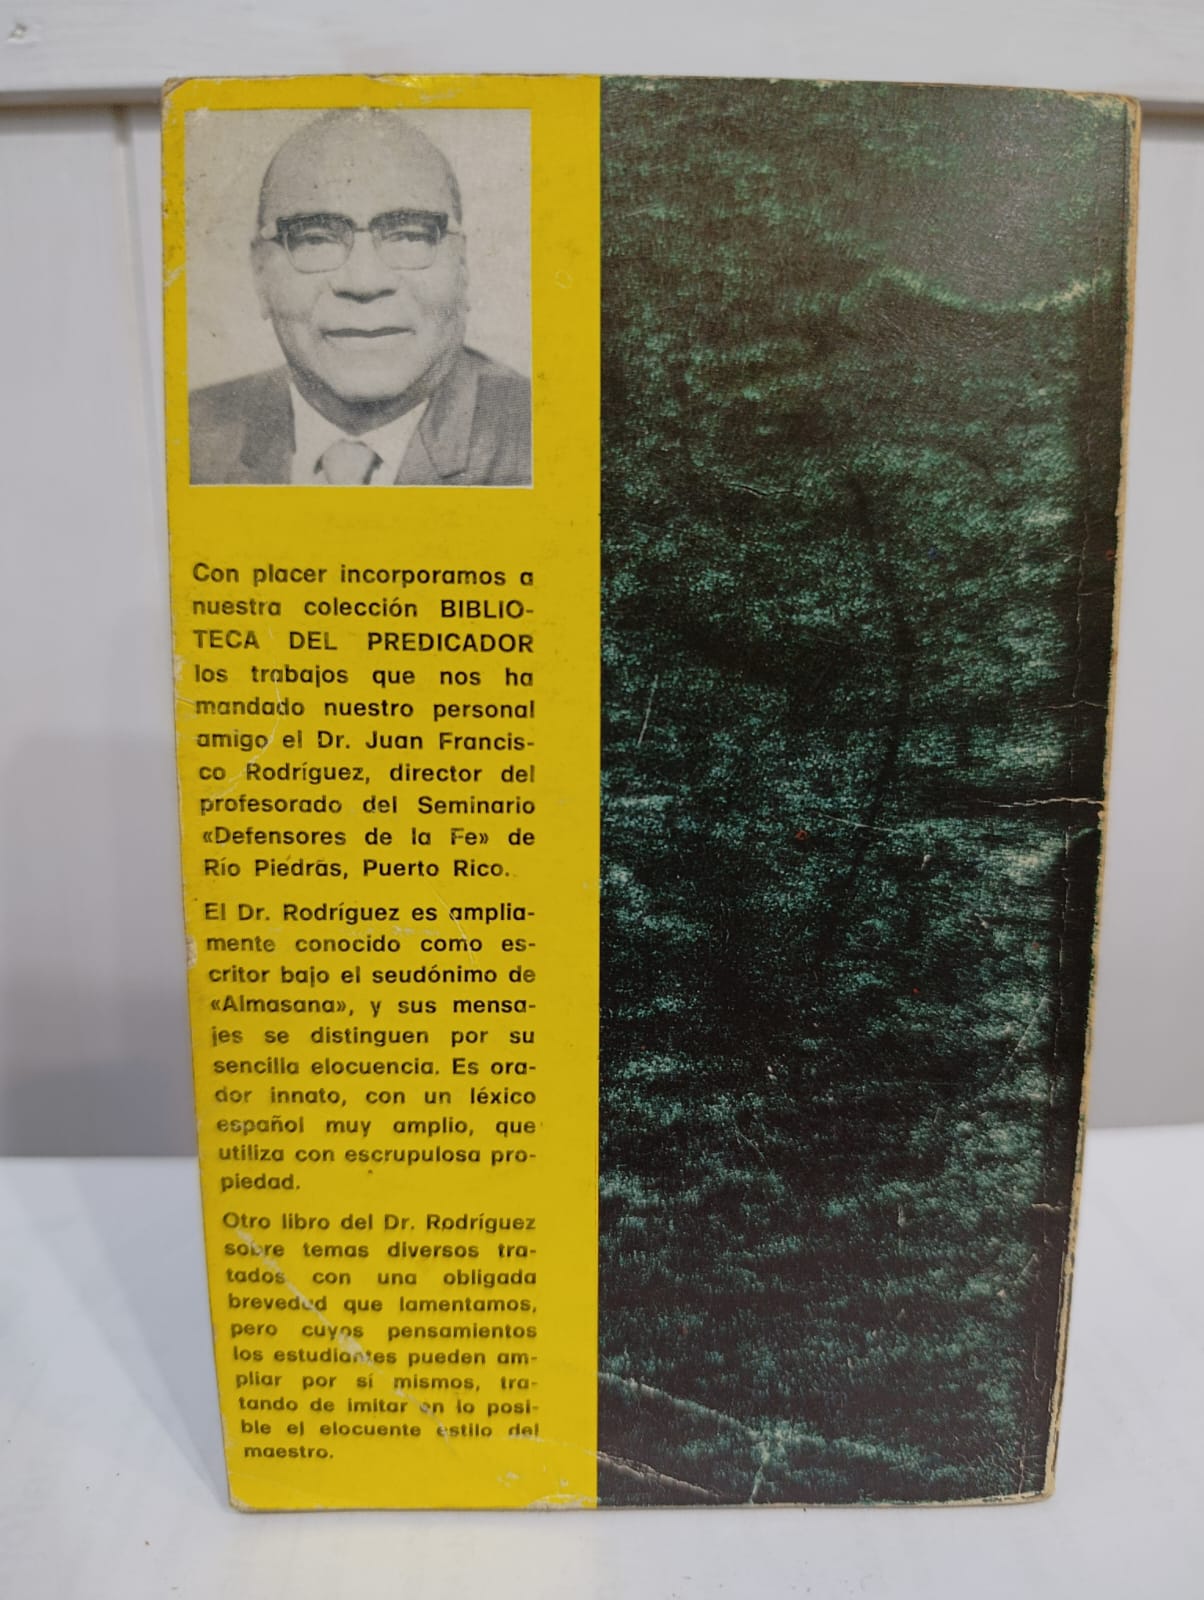 Con placer incorporamos a
nuestra colección BIBLIO-
TECA DEL PREDICADOR
los trabajos que nos ha
mandado nuestro personal
amigo el Dr. Juan Francis-
co Rodríguez, director del
profesorado del Seminario
«Defensores de la Fe» de
Río Piedras, Puerto Rico.
El Dr. Rodríguez es amplia-
mente conocido como es-
critor bajo el seudónimo de
«Almasana», y sus mensa-
jes se distinguen por su
sencilla elocuencia. Es ora-
dor innato, con un léxico
español muy amplio, que
utiliza con escrupulosa pro-
piedad.
Otro libro del Dr. Rodríguez
sobre temas diversos tra-
tados con una obligada
brevedad que lamentamos,
pero cuyos pensamientos
los estudiantes pueden am-
pliar por sí mismos, tra-
tando de imitar en lo posi-
ble el elocuente estilo del
maestro.